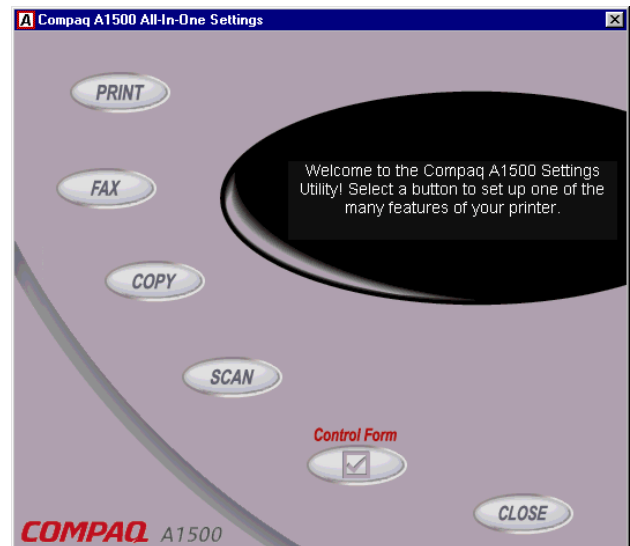 Compaq A1500 All-In-One Settings
PRINT
Welcome to the Compaq A1500 Settings
Utility! Select a button to set up one of the
many features of your printer.
FAX
COPY
SCAN
Control Form
CLOSE
COMPAQ A1500